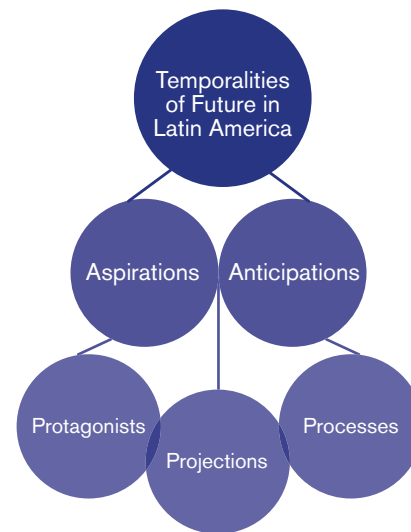 Temporalities
of Future in
Latin America
Aspirations
Anticipations
Protagonists
Projections
Processes